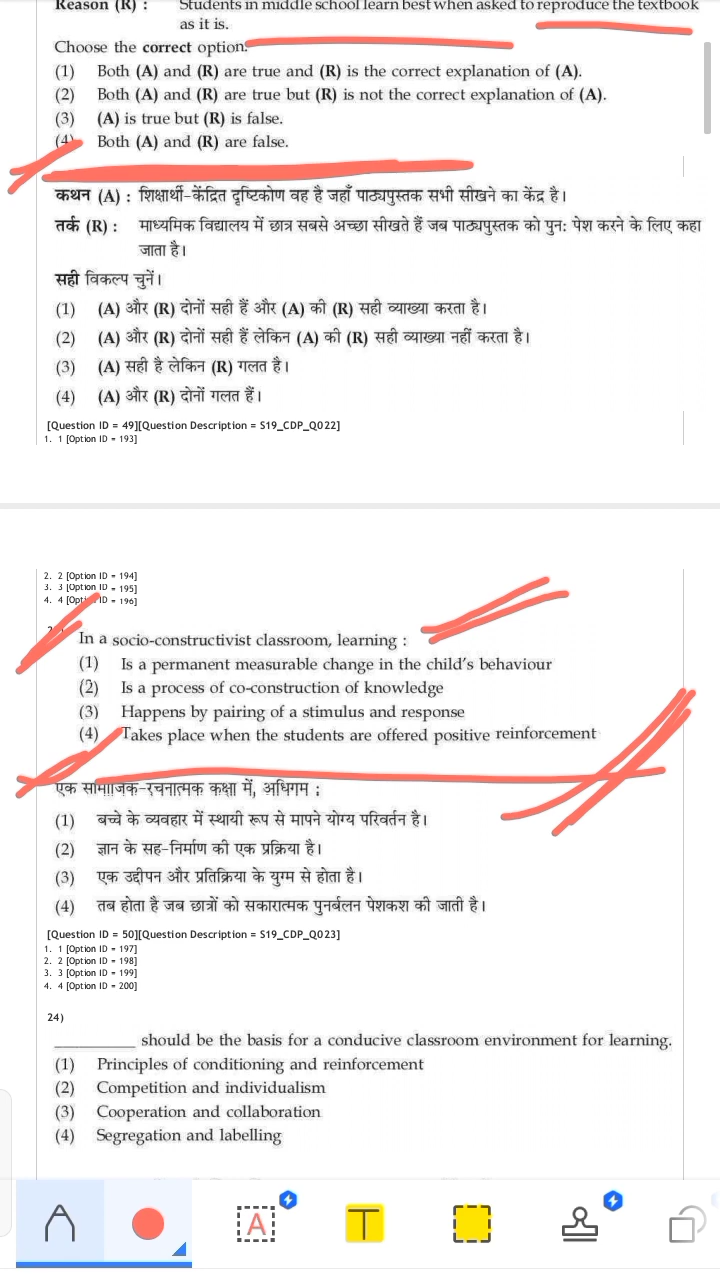 Reason (R) : Students in middle school learn best when asked to reproduce the textbook
as it is.
Choose the correct option.
(1) Both (A) and (R) are true and (R) is the correct explanation of (A).
(2) Both (A) and (R) are true but (R) is not the correct explanation of (A).
(3) (A) is true but (R) is false.
(4) Both (A) and (R) are false.
कथन (A) : शिक्षार्थी-केंद्रित दृष्टिकोण वह है जहाँ पाठ्यपुस्तक सभी सीखने का केंद्र है।
तर्क (R) : माध्यमिक विद्यालय में छात्र सबसे अच्छा सीखते हैं जब पाठ्यपुस्तक को पुन: पेश करने के लिए कहा
जाता है।
सही विकल्प चुनें।
(1) (A) और (R) दोनों सही हैं और (A) की (R) सही व्याख्या करता है।
(2) (A) और (R) दोनों सही हैं लेकिन (A) की (R) सही व्याख्या नहीं करता है।
(3) (A) सही है लेकिन (R) गलत है।
(4) (A) और (R) दोनों गलत हैं।
[Question ID = 49][Question Description = S19_CDP_Q022]
1. 1 [Option ID = 193]
2. 2 [Option ID = 194]
3. 3 [Option ID = 195]
4. 4 [Option ID = 196]
In a socio-constructivist classroom, learning :
(1) Is a permanent measurable change in the child's behaviour
(2) Is a process of co-construction of knowledge
(3) Happens by pairing of a stimulus and response
(4) Takes place when the students are offered positive reinforcement
एक सामाजिक-रचनात्मक कक्षा में, अधिगम :
(1) बच्चे के व्यवहार में स्थायी रूप से मापने योग्य परिवर्तन है।
(2) ज्ञान के सह-निर्माण की एक प्रक्रिया है।
(3) एक उद्दीपन और प्रतिक्रिया के युग्म से होता है।
(4) तब होता है जब छात्रों को सकारात्मक पुनर्बलन पेशकश की जाती है।
[Question ID = 50][Question Description = S19_CDP_Q023]
1. 1 [Option ID = 197]
2. 2 [Option ID = 198]
3. 3 [Option ID = 199]
4. 4 [Option ID = 200]
24)
__________ should be the basis for a conducive classroom environment for learning.
(1) Principles of conditioning and reinforcement
(2) Competition and individualism
(3) Cooperation and collaboration
(4) Segregation and labelling
A T